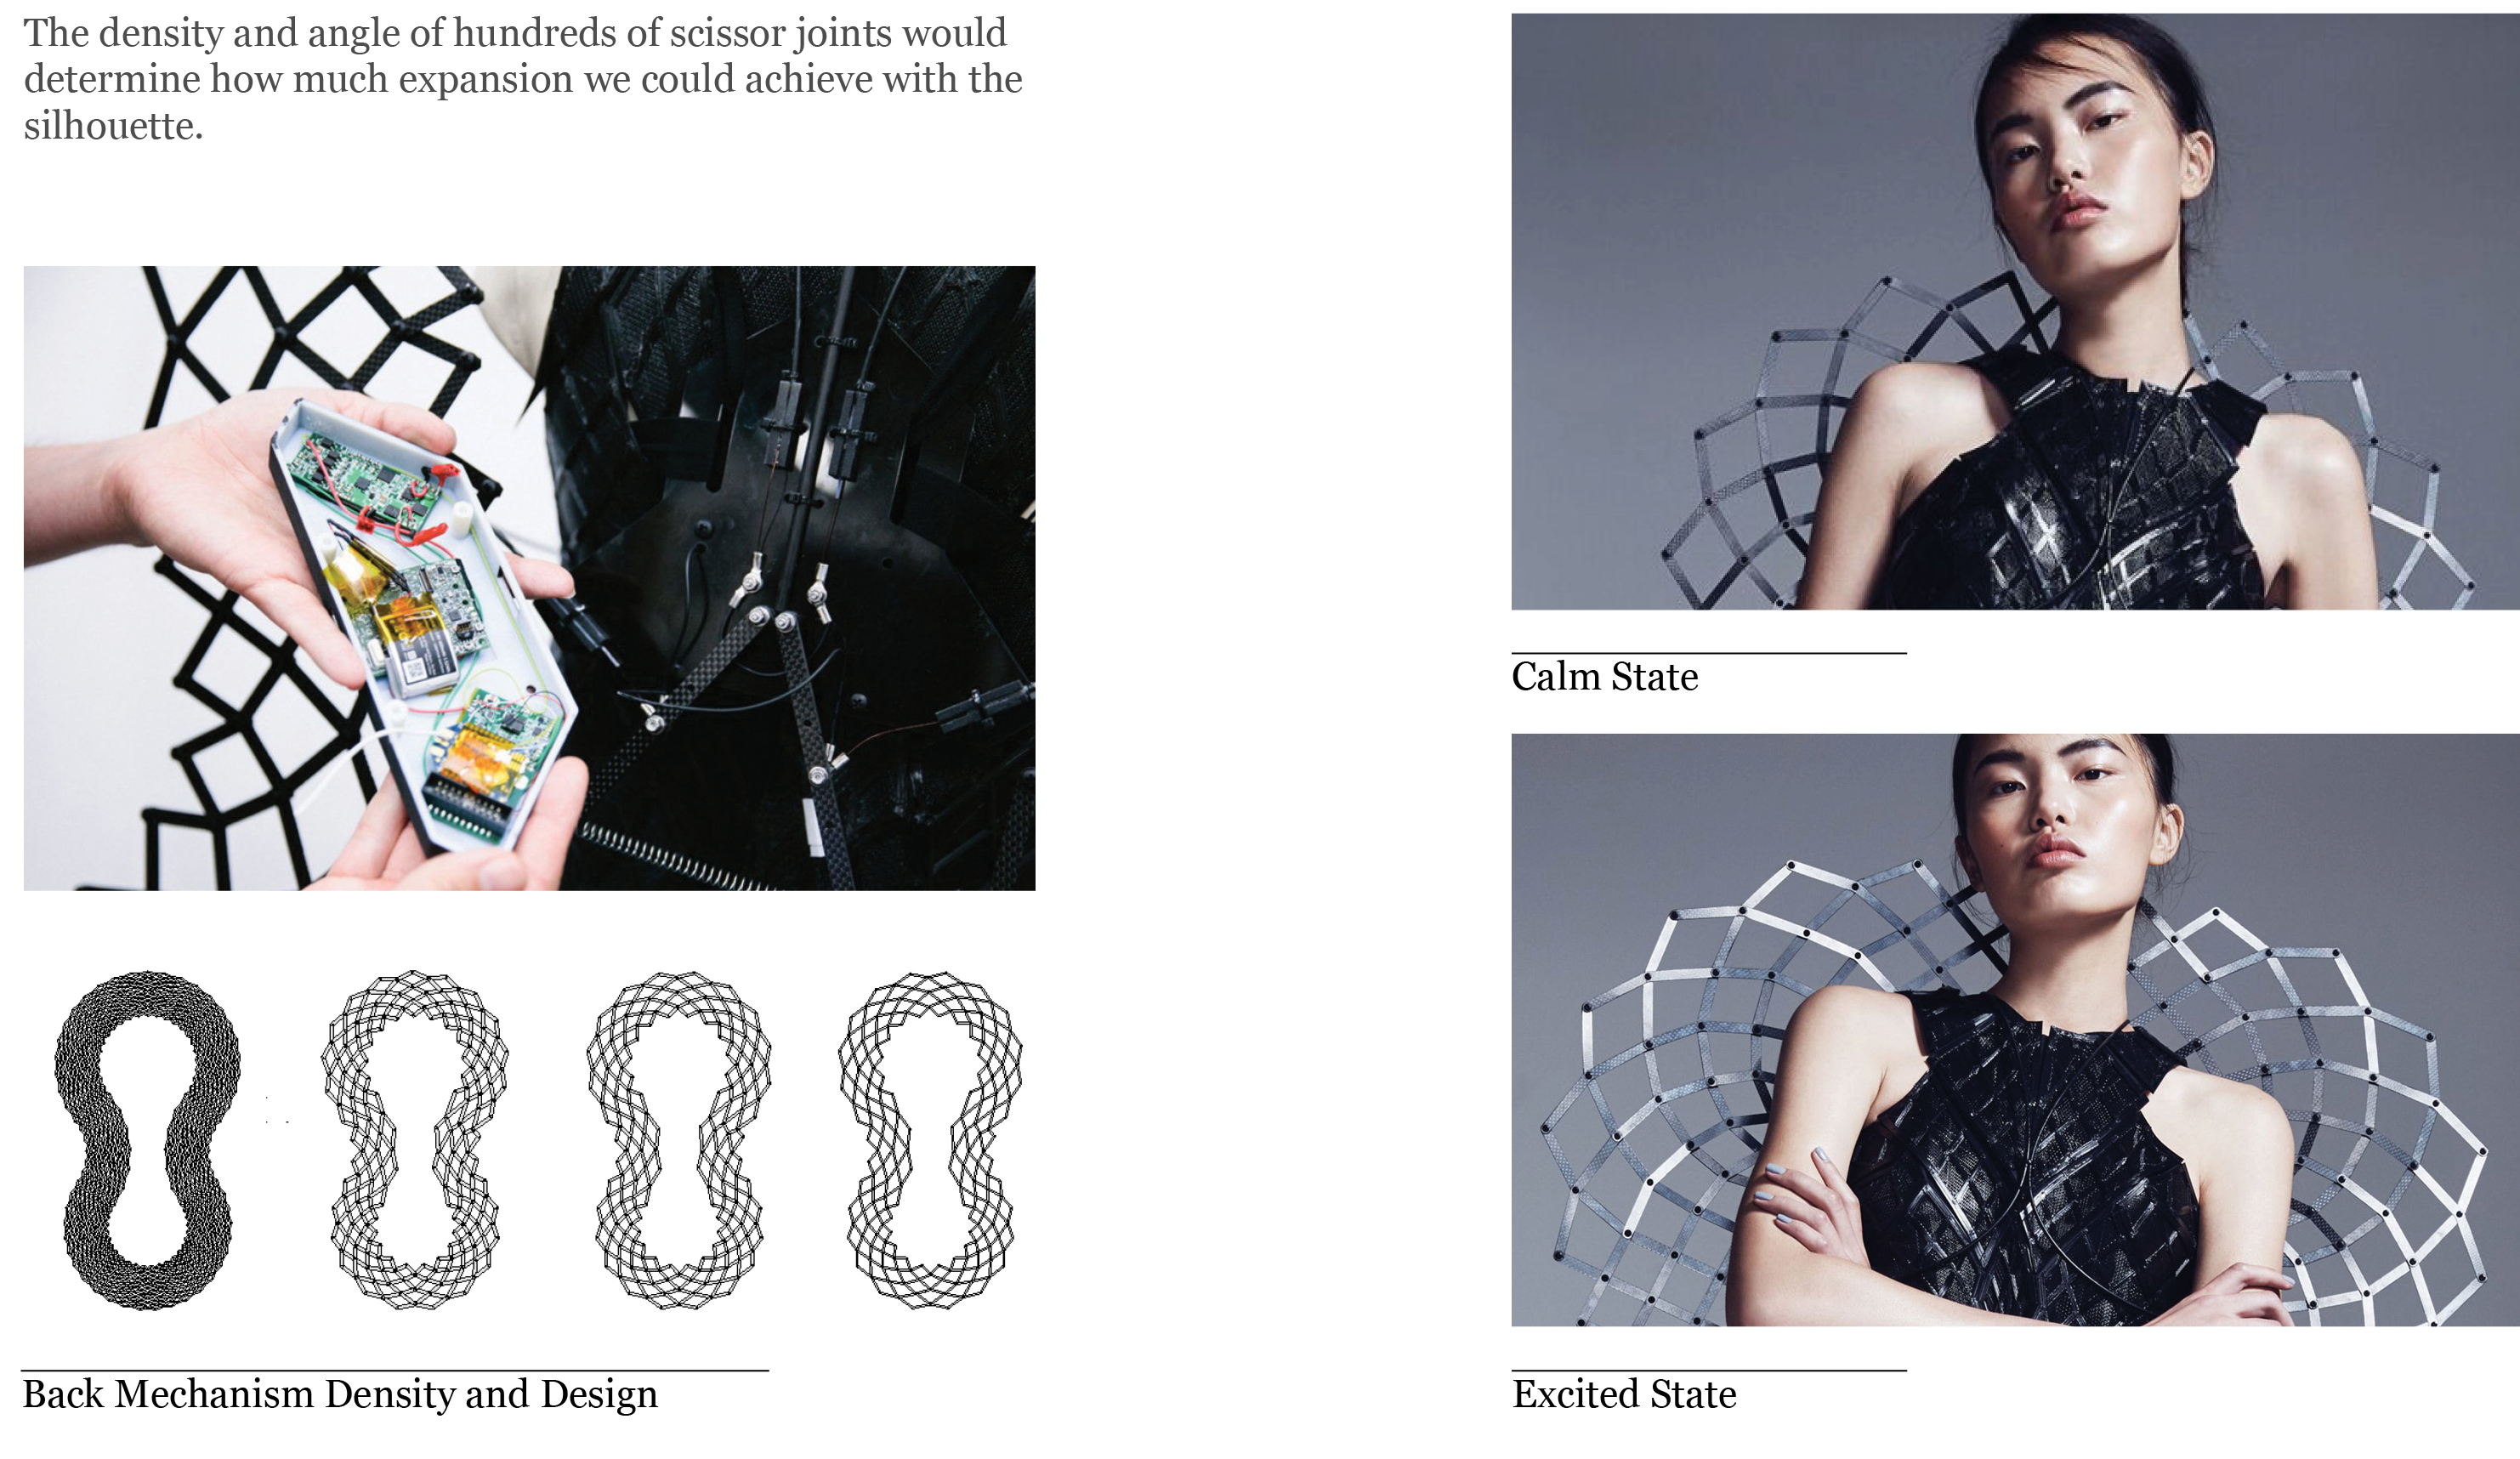 The density and angle of hundreds of scissor joints would
determine how much expansion we could achieve with the
silhouette.
Back Mechanism Density and Design
Calm State
Excited State